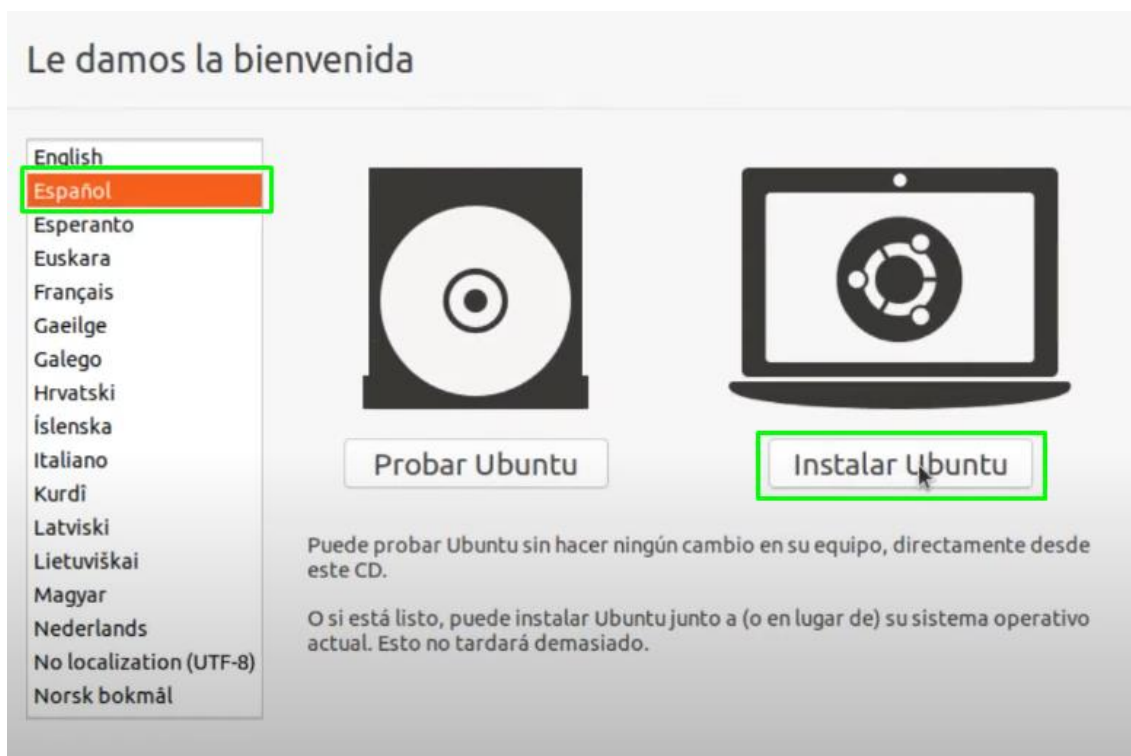 Le damos la bienvenida
English
Español
Esperanto
Euskara
Français
Gaeilge
Galego
Hrvatski
Íslenska
Italiano
Kurdî
Latviski
Lietuviškai
Magyar
Nederlands
No localization (UTF-8)
Norsk bokmål
Probar Ubuntu
Instalar Ubuntu
Puede probar Ubuntu sin hacer ningún cambio en su equipo, directamente desde
este CD.
O si está listo, puede instalar Ubuntu junto a (o en lugar de) su sistema operativo
actual. Esto no tardará demasiado.